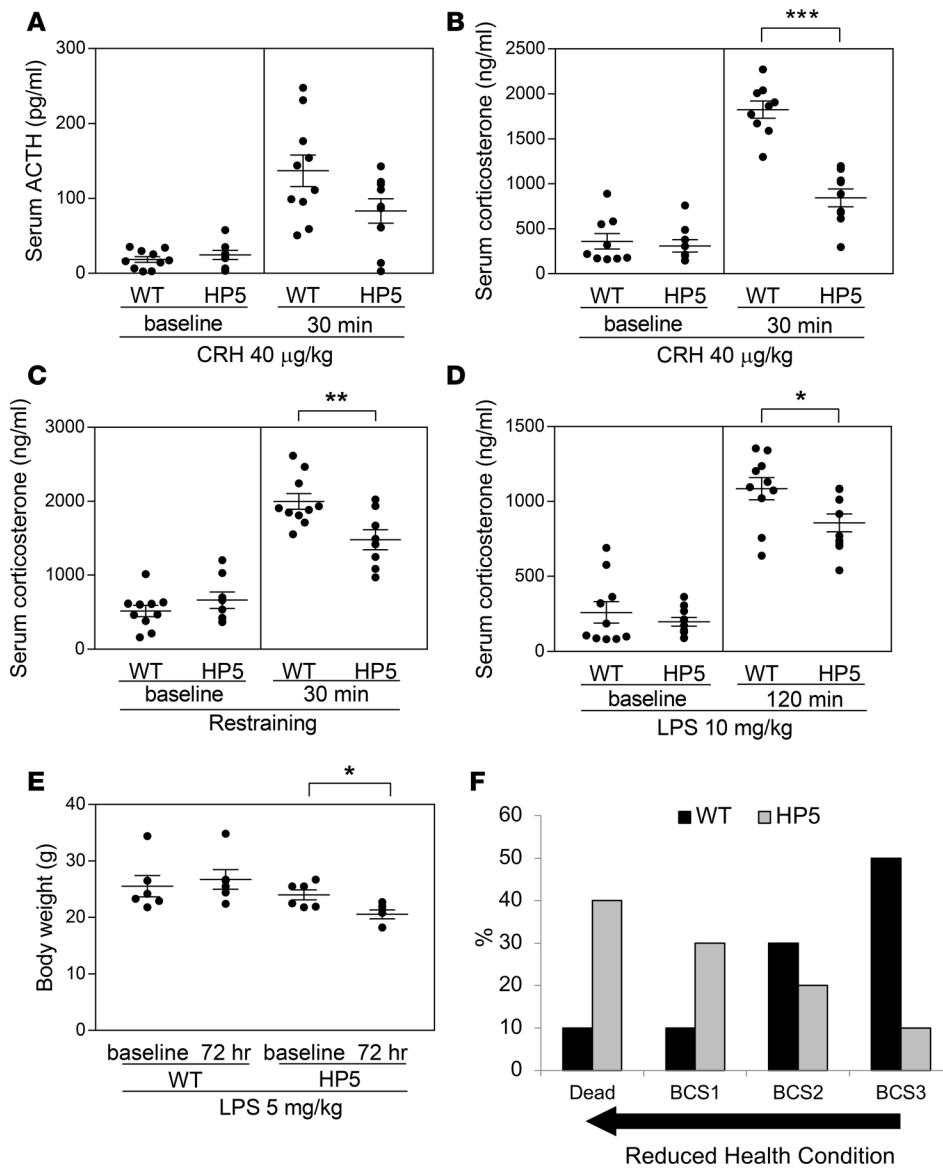 A
Serum ACTH (pg/ml)
300
200
100
0
WT HP5 WT HP5
baseline 30 min
CRH 40 μg/kg
B
Serum corticosterone (ng/ml)
2500
2000
1500
1000
500
0
***
WT HP5 WT HP5
baseline 30 min
CRH 40 μg/kg
C
Serum corticosterone (ng/ml)
3000
2000
1000
0
**
WT HP5 WT HP5
baseline 30 min
Restraining
D
Serum corticosterone (ng/ml)
1500
1000
500
0
*
WT HP5 WT HP5
baseline 120 min
LPS 10 mg/kg
E
Body weight (g)
40
30
20
10
0
*
baseline 72 hr baseline 72 hr
WT HP5
LPS 5 mg/kg
F
%
60
50
40
30
20
10
0
WT HP5
Dead BCS1 BCS2 BCS3
Reduced Health Condition